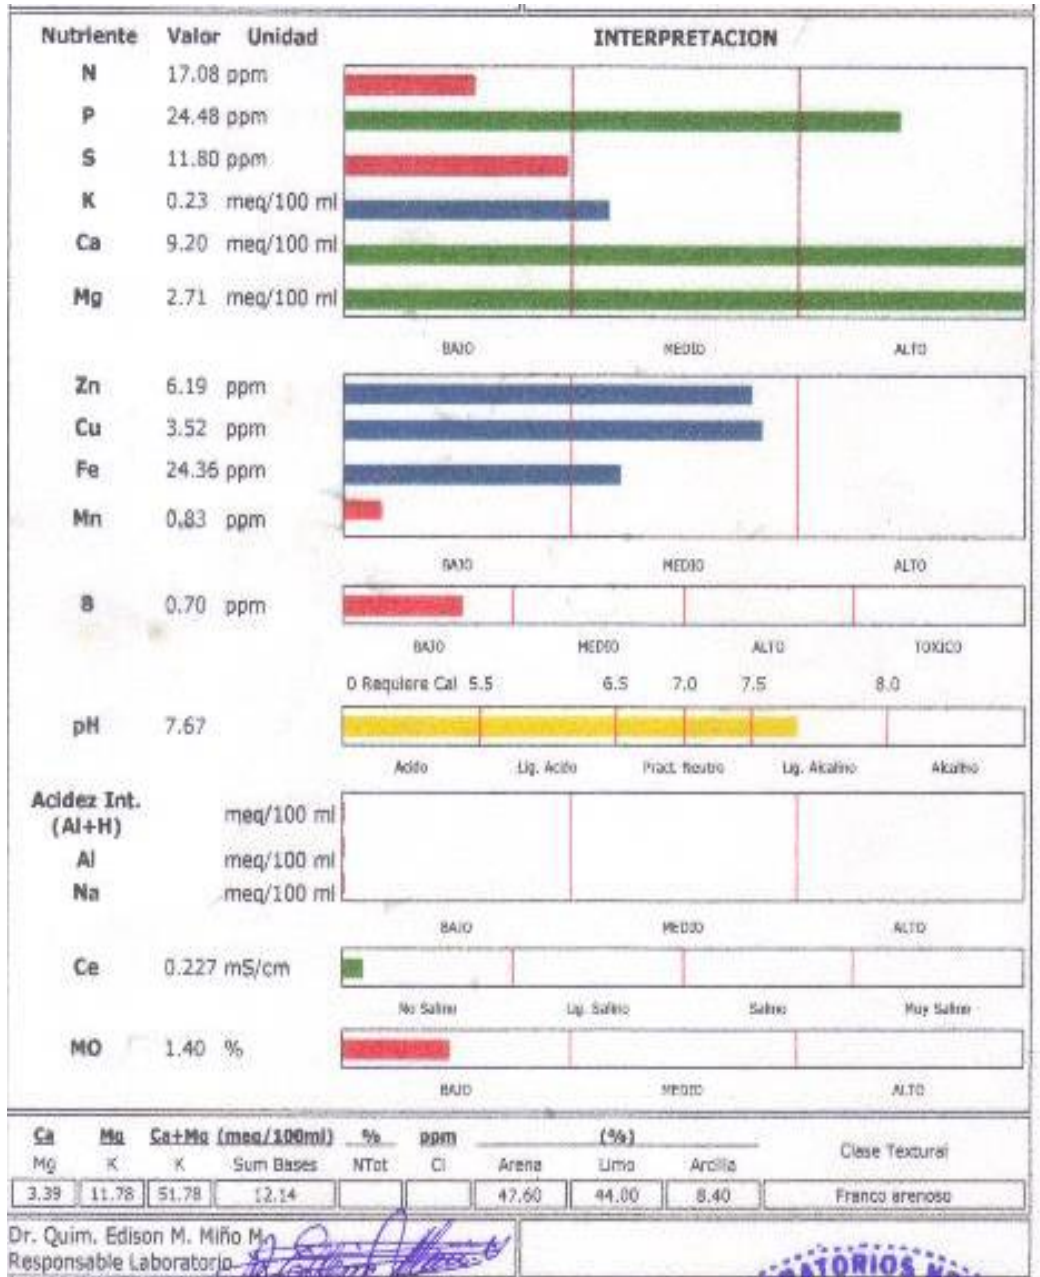 Nutriente Valor Unidad INTERPRETACION
N 17.08 ppm
P 24.48 ppm
S 11.80 ppm
K 0.23 meq/100 ml
Ca 9.20 meq/100 ml
Mg 2.71 meq/100 ml
BAJO MEDIO ALTO
Zn 6.19 ppm
Cu 3.52 ppm
Fe 24.36 ppm
Mn 0.83 ppm
BAJO MEDIO ALTO
B 0.70 ppm
BAJO MEDIO ALTO TOXICO
0 Requiere Cal 5.5 6.5 7.0 7.5 8.0
pH 7.67
Acido Lig. Acido Pract. Neutro Lig. Alcalino Alcalino
Acidez Int.
(Al+H) meq/100 ml
Al meq/100 ml
Na meq/100 ml
BAJO MEDIO ALTO
Ce 0.227 mS/cm
No Salino Lig. Salino Salino Muy Salino
MO 1.40 %
BAJO MEDIO ALTO
Ca Mg Ca+Mg (meq/100ml) % ppm (%)
Mg K K Sum Bases NTot Cl Arena Limo Arcilla Clase Textural
3.39 11.78 51.78 12.14 47.60 44.00 8.40 Franco arenoso
Dr. Quim. Edison M. Miño M.
Responsable Laboratorio